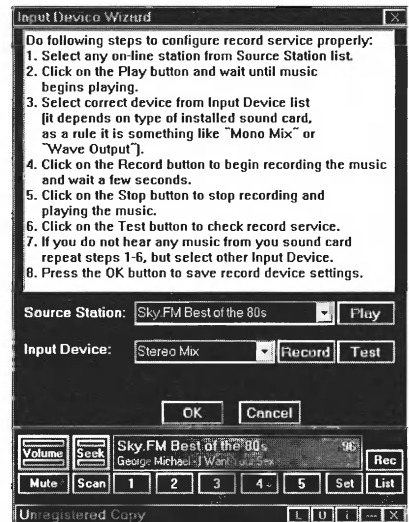 Input Device Wizard
Do following steps to configure record service properly:
1. Select any on-line station from Source Station list.
2. Click on the Play button and wait until music
begins playing.
3. Select correct device from Input Device list
(it depends on type of installed sound card,
as a rule it is something like "Mono Mix" or
"Wave Output").
4. Click on the Record button to begin recording the music
and wait a few seconds.
5. Click on the Stop button to stop recording and
playing the music.
6. Click on the Test button to check record service.
7. If you do not hear any music from you sound card
repeat steps 1-6, but select other Input Device.
8. Press the OK button to save record device settings.
Source Station: Sky.FM Best of the 80s Play
Input Device: Stereo Mix Record Test
OK Cancel
Volume Seek Sky.FM Best of the 80s 96
George Michael - I Want Your Sex Rec
Mute Scan 1 2 3 4 5 Set List
Unregistered Copy L U i X